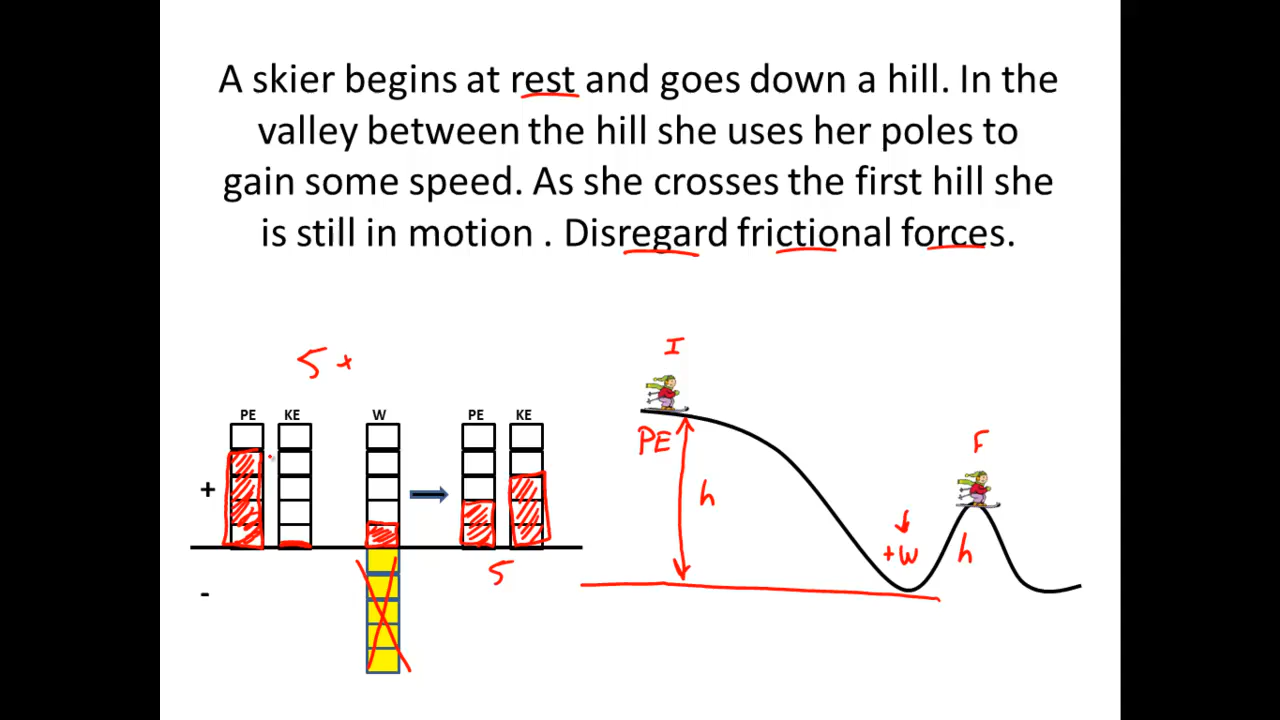 A skier begins at rest and goes down a hill. In the
valley between the hill she uses her poles to
gain some speed. As she crosses the first hill she
is still in motion . Disregard frictional forces.
I
5 +
PE KE W PE KE
PE
F
h
+
+W h
5
-